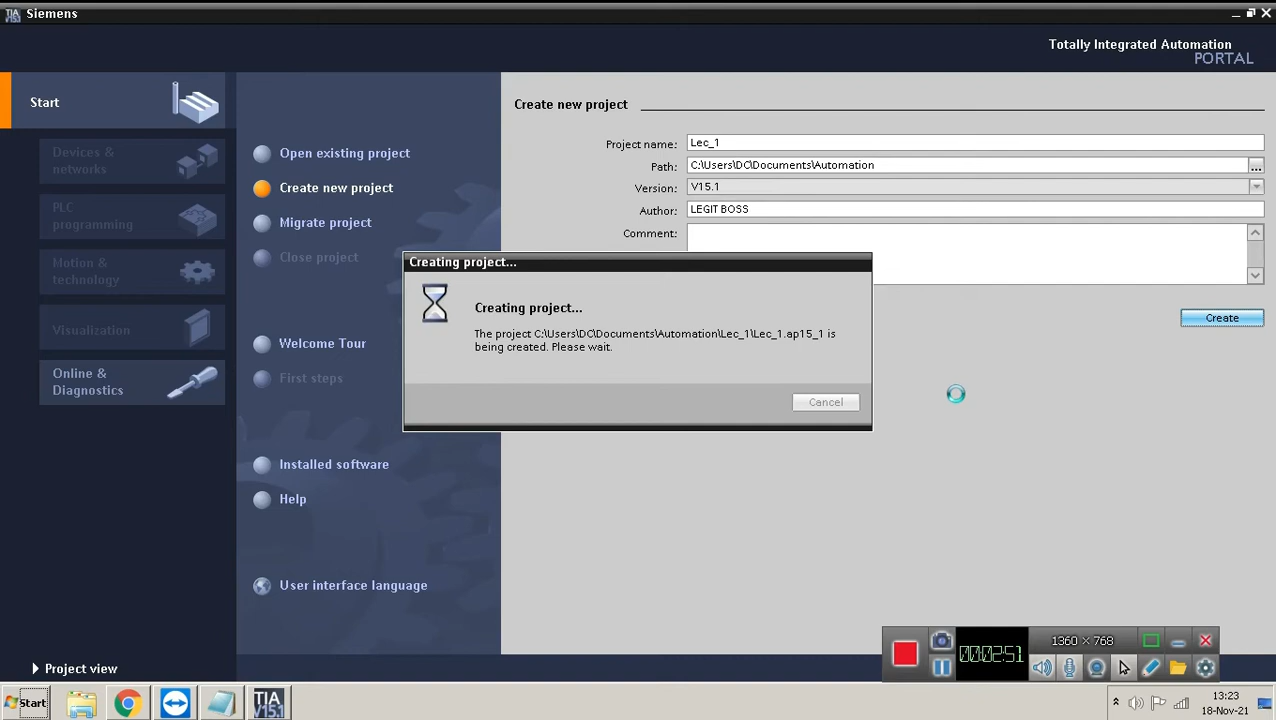 Siemens
Totally Integrated Automation
PORTAL
Start
Devices &
networks
PLC
programming
Motion &
technology
Visualization
Online &
Diagnostics
Project view
Open existing project
Create new project
Migrate project
Close project
Welcome Tour
First steps
Installed software
Help
User interface language
Create new project
Project name: Lec_1
Path: C:\Users\DC\Documents\Automation ...
Version: V15.1
Author: LEGIT BOSS
Comment:
Create
Creating project...
Creating project...
The project C:\Users\DC\Documents\Automation\Lec_1\Lec_1.ap15_1 is
being created. Please wait.
Cancel
00:02:51
1360 × 768
Start
TIA
V15.1
13:23
18-Nov-21